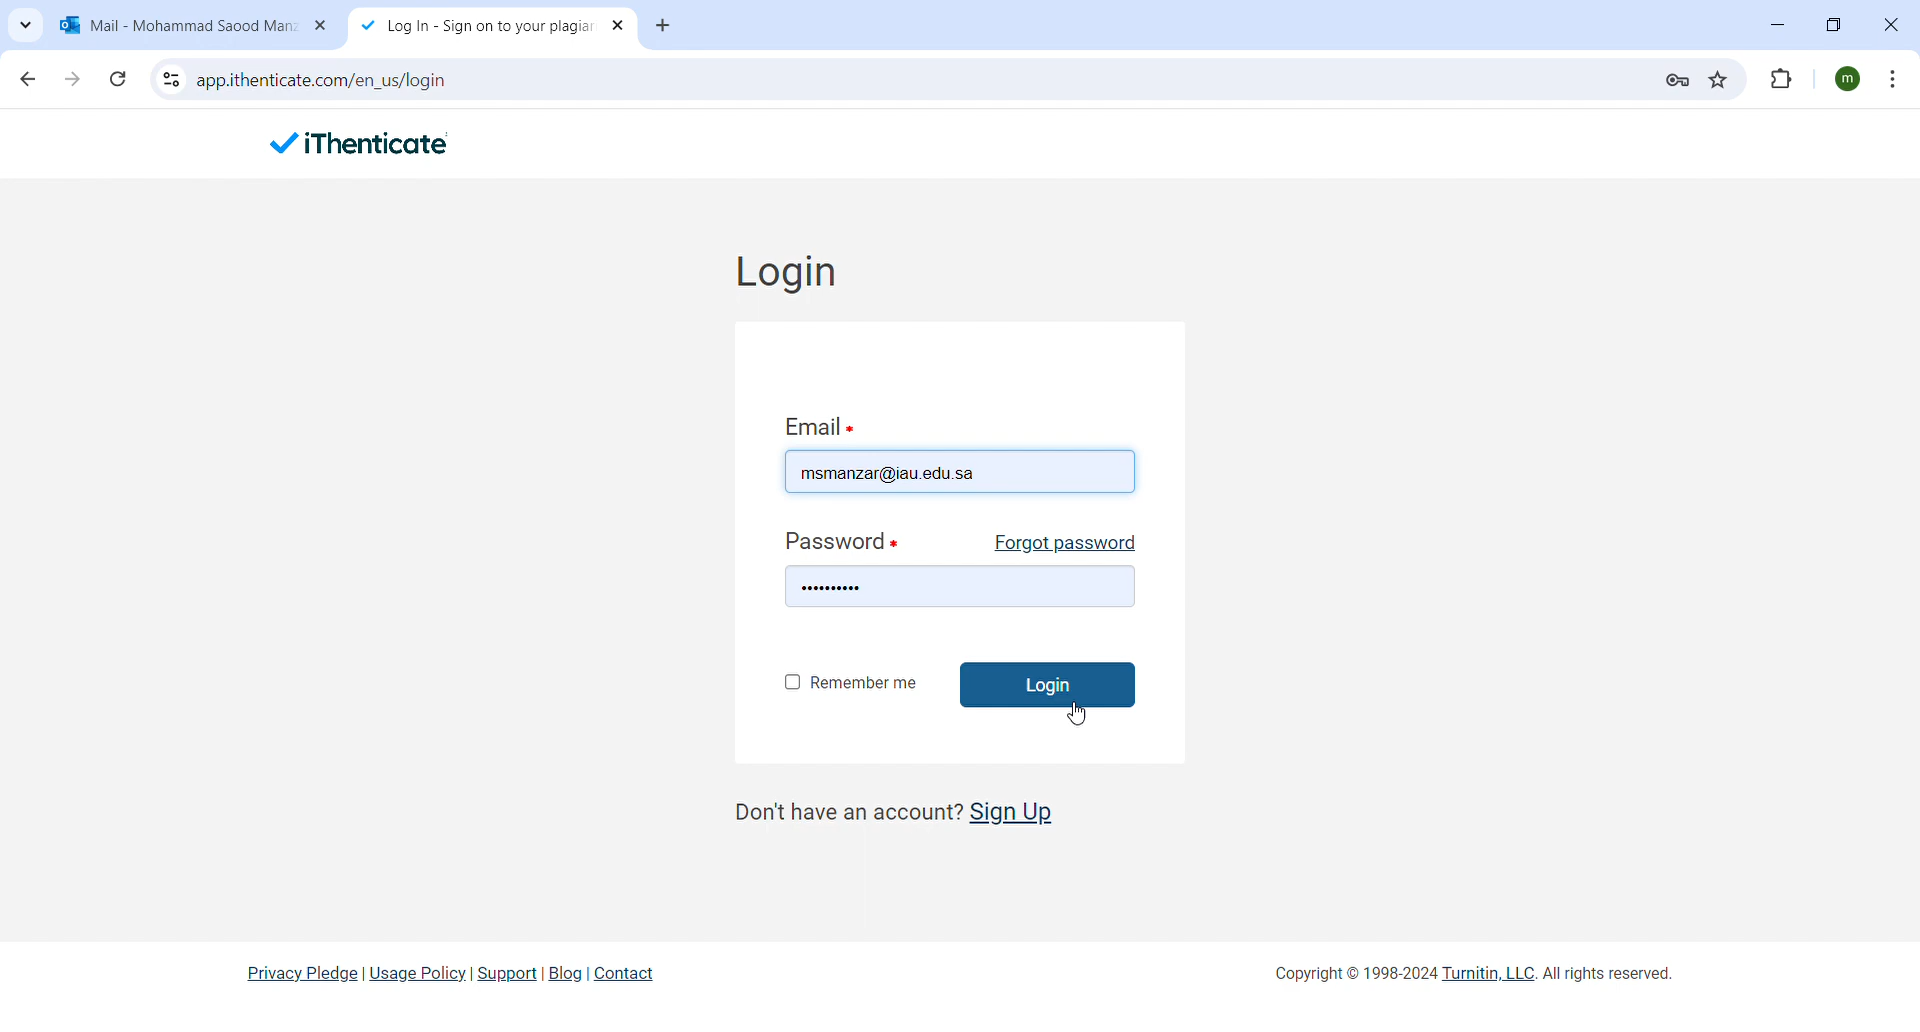 Mail - Mohammad Saood Manz
Log In - Sign on to your plagiar
app.ithenticate.com/en_us/login
m
iThenticate
Login
Email *
msmanzar@iau.edu.sa
Password * Forgot password
••••••••••
Remember me Login
Don't have an account? Sign Up
Privacy Pledge | Usage Policy | Support | Blog | Contact
Copyright © 1998-2024 Turnitin, LLC. All rights reserved.